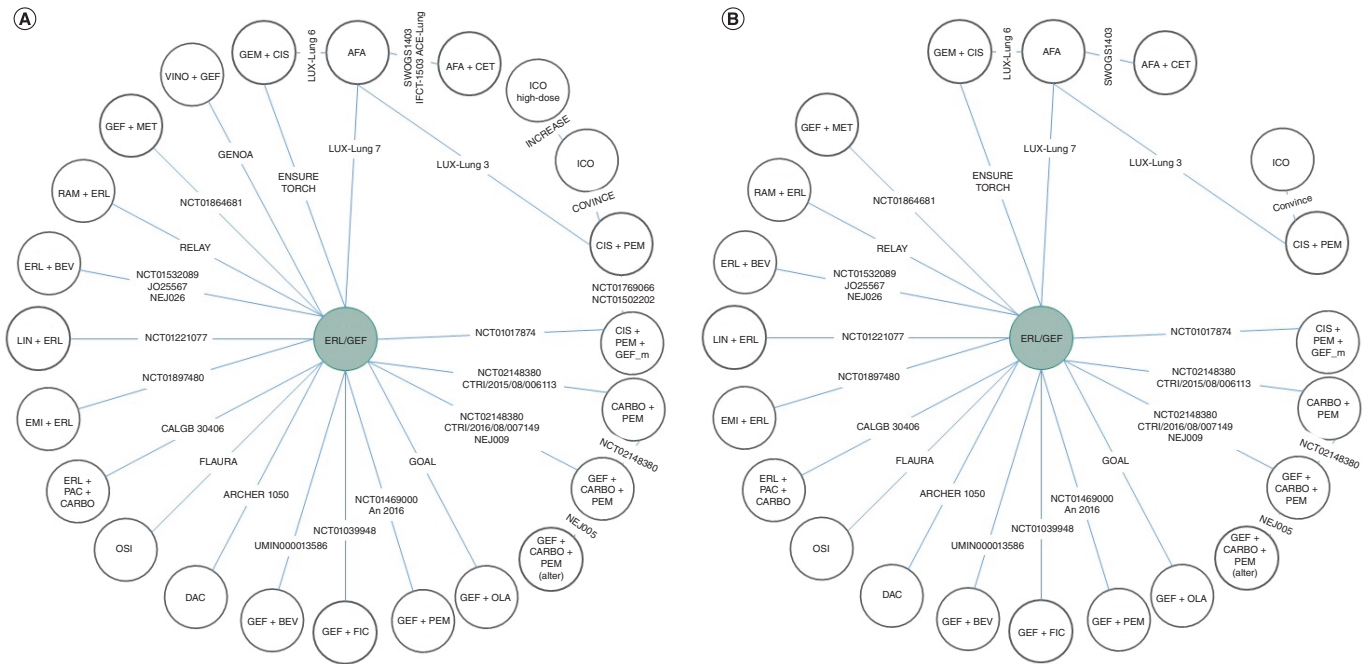 A
GEM + CIS
LUX-Lung 6
AFA
SWOGS1403
IFCT-1503 ACE-Lung
AFA + CET
VINO + GEF
ICO
high-dose
INCREASE
GEF + MET
GENOA
ENSURE
TORCH
LUX-Lung 7
LUX-Lung 3
ICO
COVINCE
RAM + ERL
NCT01864681
RELAY
CIS + PEM
ERL + BEV
NCT01532089
JO25567
NEJ026
NCT01769066
NCT01502202
LIN + ERL
NCT01221077
ERL/GEF
NCT01017874
CIS +
PEM +
GEF_m
NCT01897480
NCT02148380
CTRI/2015/08/006113
EMI + ERL
CARBO +
PEM
CALGB 30406
NCT02148380
CTRI/2016/08/007149
NEJ009
NCT02148380
FLAURA
GOAL
ERL +
PAC +
CARBO
ARCHER 1050
NCT01469000
An 2016
GEF +
CARBO +
PEM
NEJ005
NCT01039948
UMIN000013586
OSI
GEF +
CARBO +
PEM
(alter)
DAC
GEF + BEV
GEF + FIC
GEF + PEM
GEF + OLA
B
GEM + CIS
LUX-Lung 6
AFA
SWOGS1403
AFA + CET
GEF + MET
ENSURE
TORCH
LUX-Lung 7
LUX-Lung 3
ICO
Convince
RAM + ERL
NCT01864681
RELAY
CIS + PEM
ERL + BEV
NCT01532089
JO25567
NEJ026
LIN + ERL
NCT01221077
ERL/GEF
NCT01017874
CIS +
PEM +
GEF_m
NCT01897480
NCT02148380
CTRI/2015/08/006113
EMI + ERL
CARBO +
PEM
CALGB 30406
NCT02148380
CTRI/2016/08/007149
NEJ009
NCT02148380
FLAURA
GOAL
ERL +
PAC +
CARBO
ARCHER 1050
NCT01469000
An 2016
GEF +
CARBO +
PEM
NEJ005
NCT01039948
UMIN000013586
OSI
GEF +
CARBO +
PEM
(alter)
DAC
GEF + BEV
GEF + FIC
GEF + PEM
GEF + OLA